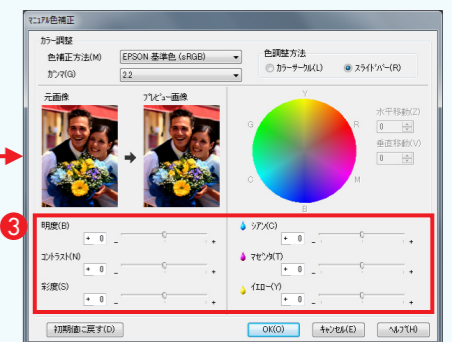 マニュアル色補正
カラー調整
色補正方法(M) EPSON 基準色 (sRGB)
ガンマ(G) 2.2
色調整方法
カラーサークル(L) スライドバー(R)
元画像 プレビュー画像
Y
G R
C M
B
水平移動(Z)
0
垂直移動(V)
0
3
明度(B)
+ 0 - +
コントラスト(N)
+ 0 - +
彩度(S)
+ 0 - +
シアン(C)
+ 0 - +
マゼンタ(T)
+ 0 - +
イエロー(Y)
+ 0 - +
初期値に戻す(D) OK(O) キャンセル(E) ヘルプ(H)